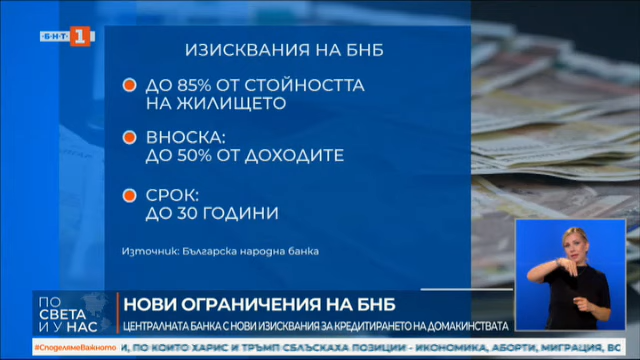 БНТ 1
ИЗИСКВАНИЯ НА БНБ
ДО 85% ОТ СТОЙНОСТТА
НА ЖИЛИЩЕТО
ВНОСКА:
ДО 50% ОТ ДОХОДИТЕ
СРОК:
ДО 30 ГОДИНИ
Източник: Българска народна банка
ПО
СВЕТА
И У НАС
НОВИ ОГРАНИЧЕНИЯ НА БНБ
ЦЕНТРАЛНАТА БАНКА С НОВИ ИЗИСКВАНИЯ ЗА КРЕДИТИРАНЕТО НА ДОМАКИНСТВАТА
#СподелямеВажното
И, ПО КОИТО ХАРИС И ТРЪМП СБЛЪСКАХА ПОЗИЦИИ - ИКОНОМИКА, АБОРТИ, МИГРАЦИЯ, ВС